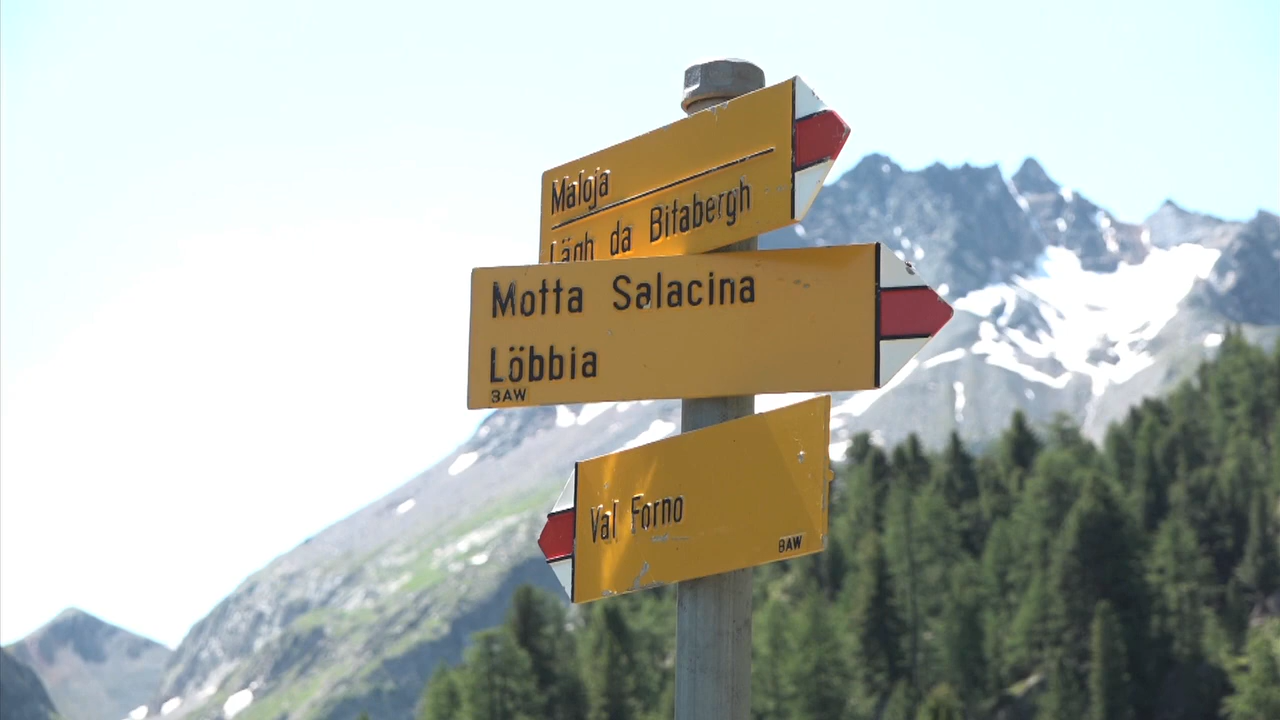 Maloja
Lägh da Bitabergh
Motta Salacina
Löbbia
BAW
Val Forno
BAW